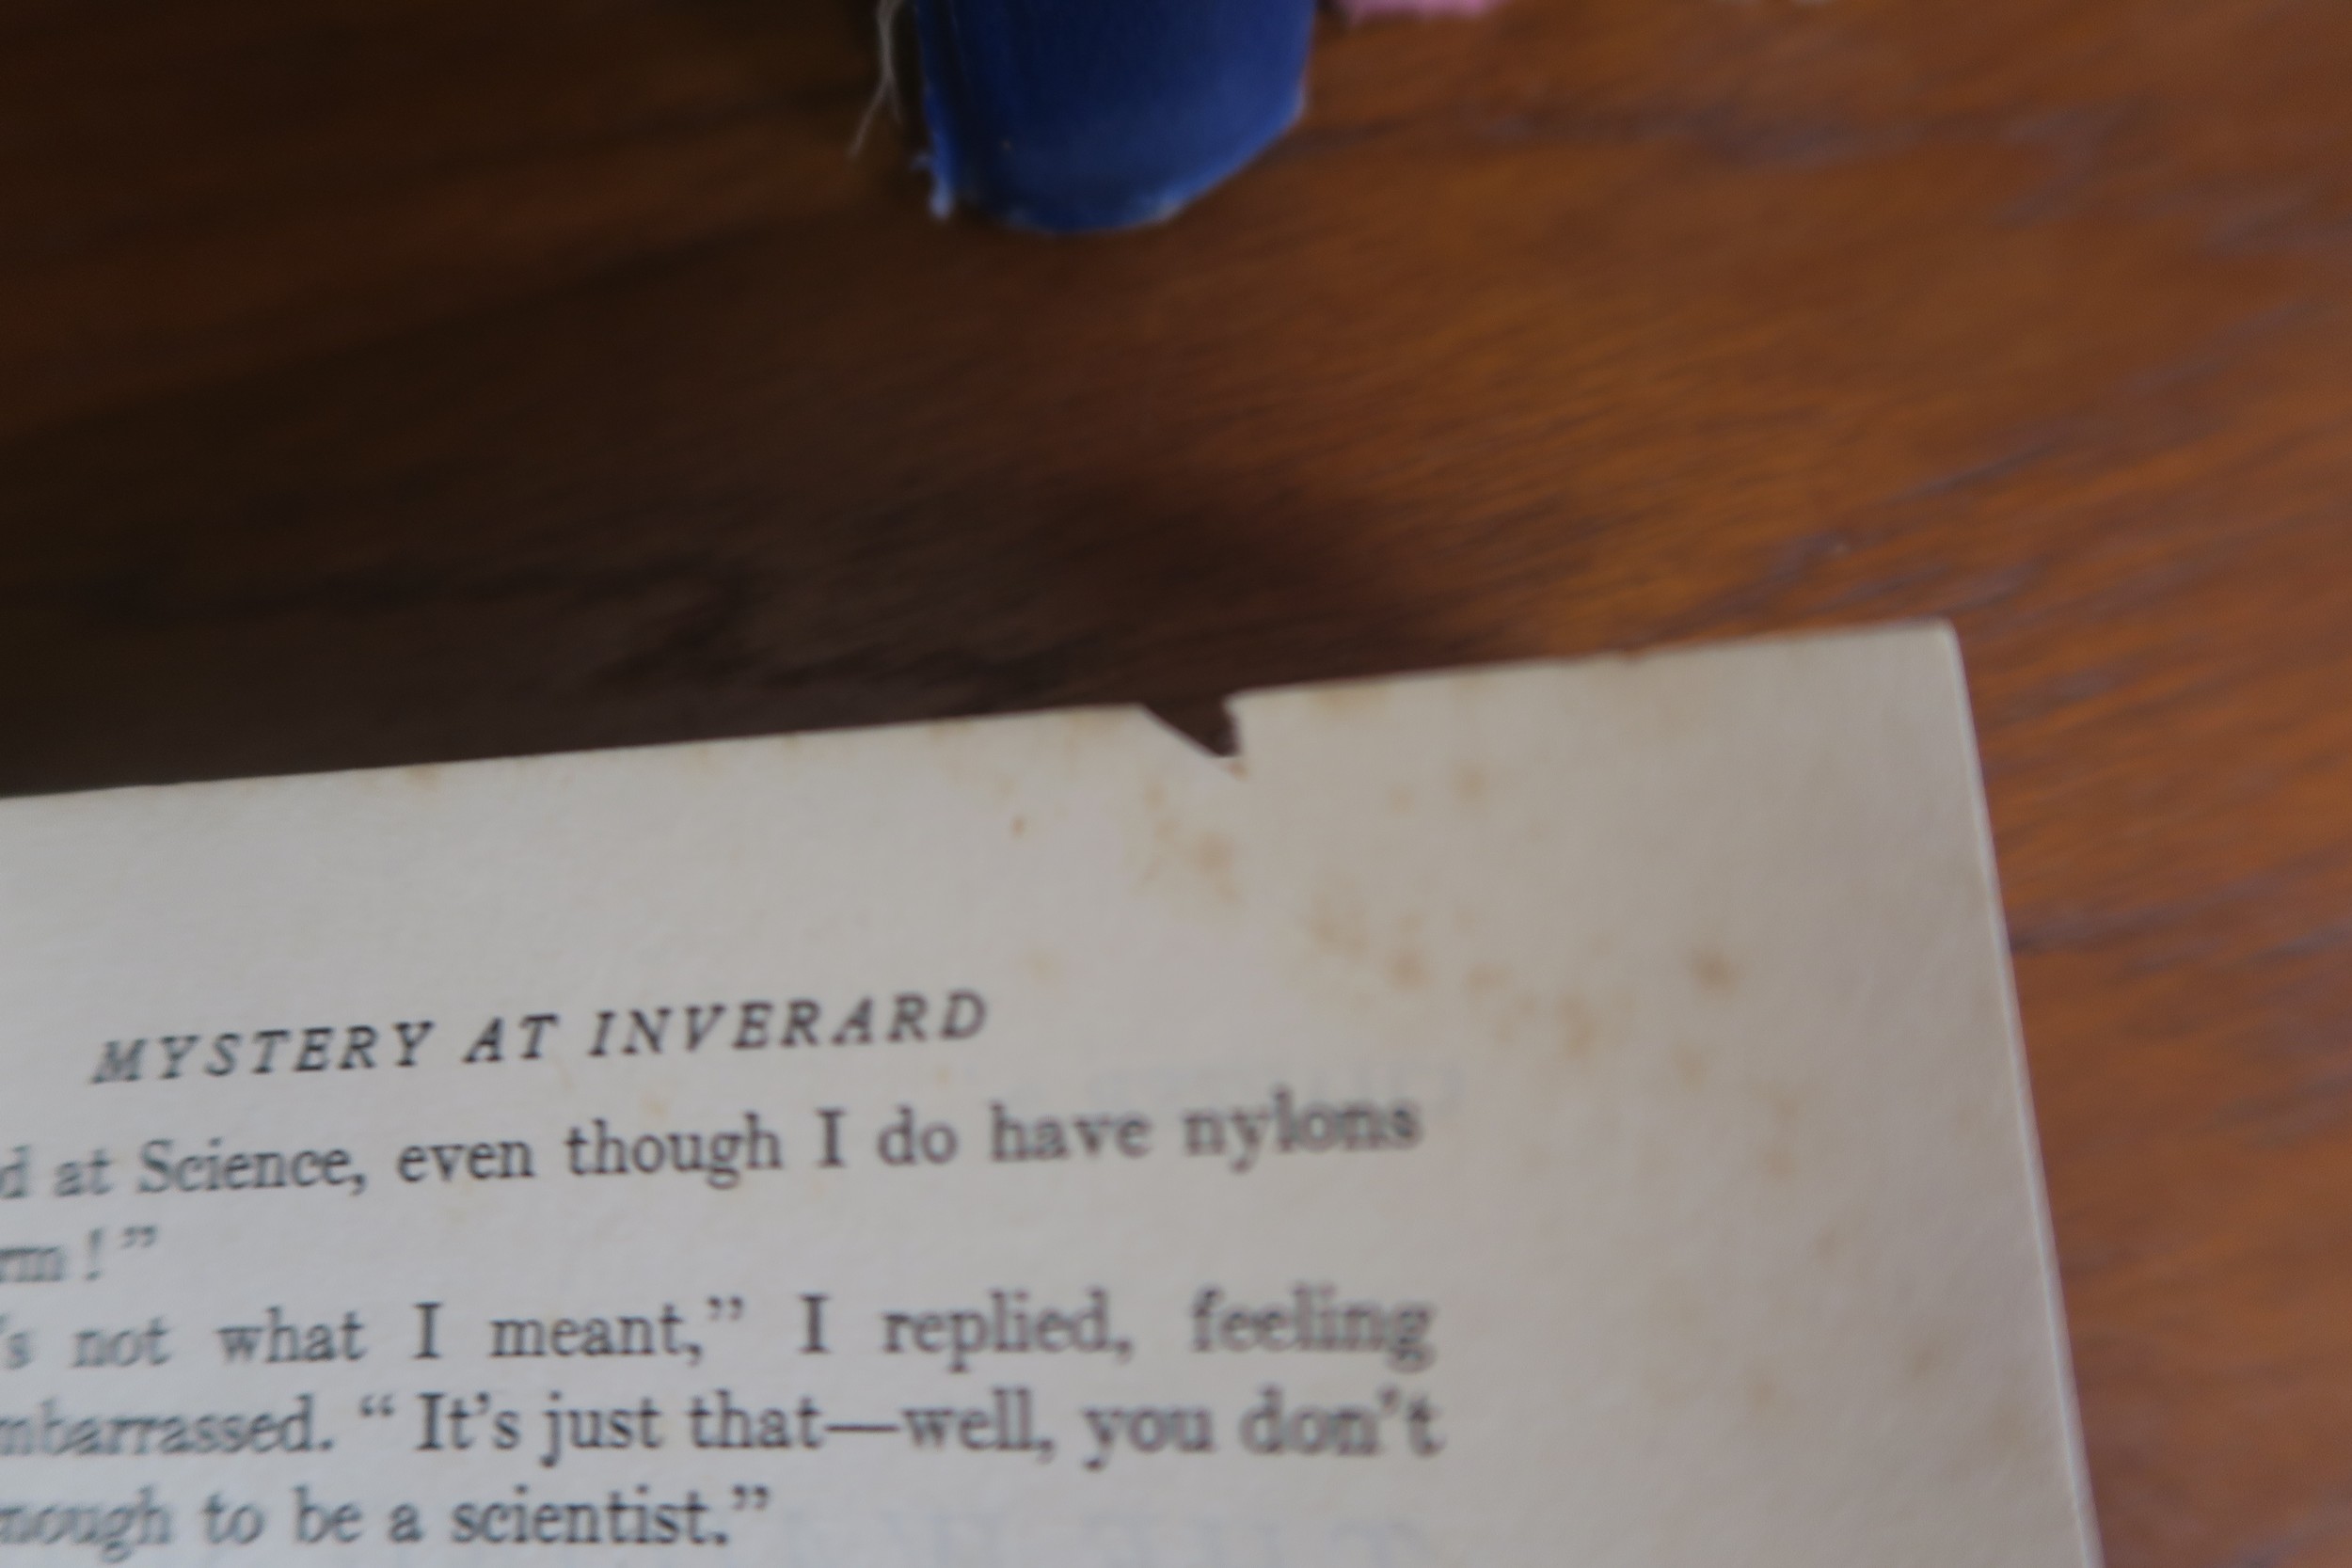 MYSTERY AT INVERARD
d at Science, even though I do have nylons
rm!”
’s not what I meant,” I replied, feeling
mbarrassed. “ It’s just that—well, you don’t
nough to be a scientist.”